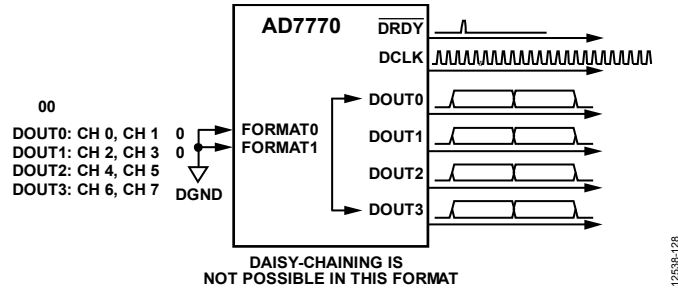 AD7770
DRDY
DCLK
00
DOUT0: CH 0, CH 1 0
DOUT1: CH 2, CH 3 0
DOUT2: CH 4, CH 5
DOUT3: CH 6, CH 7
DGND
FORMAT0
FORMAT1
DOUT0
DOUT1
DOUT2
DOUT3
DAISY-CHAINING IS
NOT POSSIBLE IN THIS FORMAT
12538-128